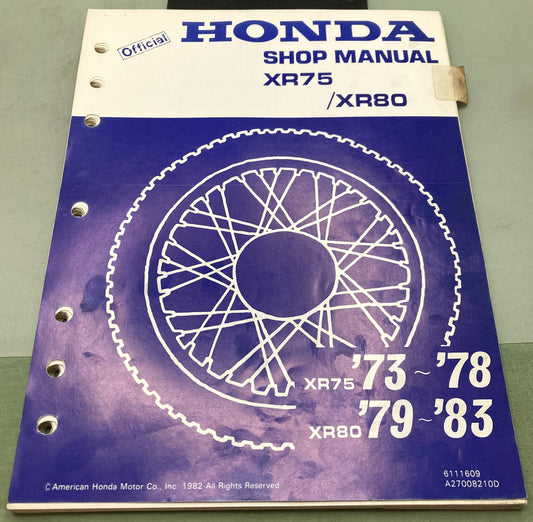 Official
HONDA
SHOP MANUAL
XR75
/XR80
XR75 '73~'78
XR80 '79~'83
6111609
A27008210D
© American Honda Motor Co., Inc. 1982-All Rights Reserved